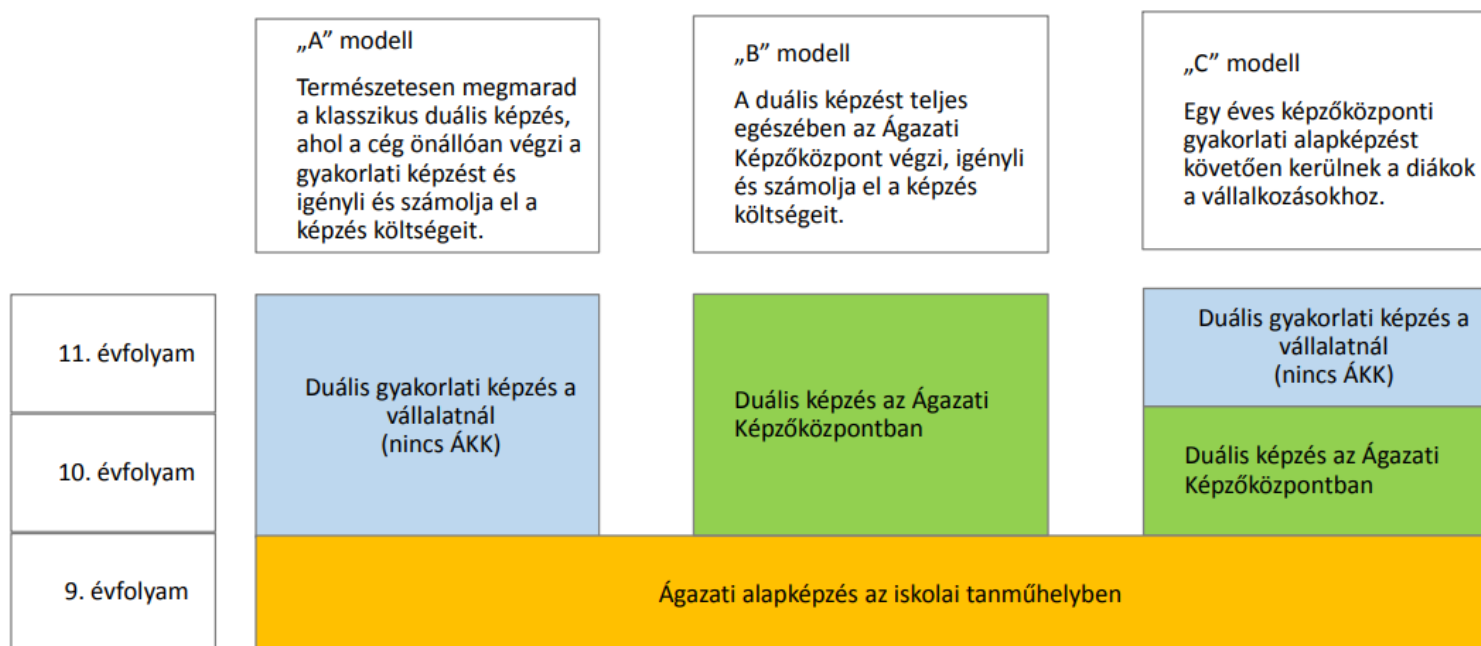 „A” modell
Természetesen megmarad
a klasszikus duális képzés,
ahol a cég önállóan végzi a
gyakorlati képzést és
igényli és számolja el a
képzés költségeit.
„B” modell
A duális képzést teljes
egészében az Ágazati
Képzőközpont végzi, igényli
és számolja el a képzés
költségeit.
„C” modell
Egy éves képzőközponti
gyakorlati alapképzést
követően kerülnek a diákok
a vállalkozásokhoz.
11. évfolyam
Duális gyakorlati képzés a
vállalatnál
(nincs ÁKK)
Duális képzés az Ágazati
Képzőközpontban
Duális gyakorlati képzés a
vállalatnál
(nincs ÁKK)
10. évfolyam
Duális képzés az Ágazati
Képzőközpontban
9. évfolyam
Ágazati alapképzés az iskolai tanműhelyben